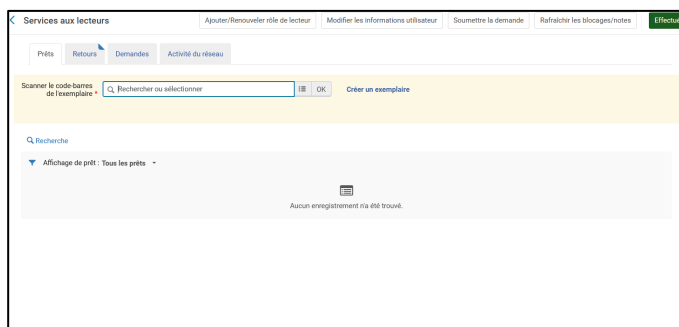 Services aux lecteurs
Ajouter/Renouveler rôle de lecteur
Modifier les informations utilisateur
Soumettre la demande
Rafraîchir les blocages/notes
Effectué
Prêts
Retours
Demandes
Activité du réseau
Scanner le code-barres
de l'exemplaire *
Rechercher ou sélectionner
OK
Créer un exemplaire
Recherche
Affichage de prêt : Tous les prêts
Aucun enregistrement n'a été trouvé.